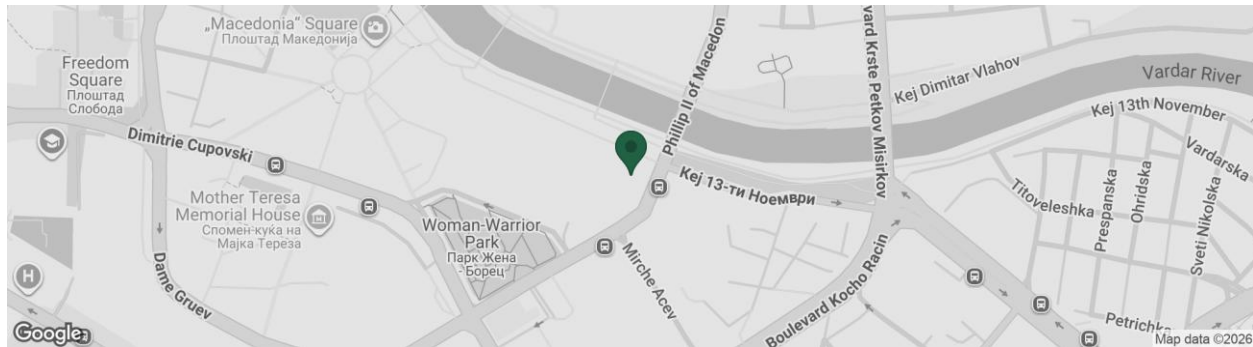 „Macedonia“ Square
Плоштад Македонија
Freedom
Square
Плоштад
Слобода
Dimitrie Cupovski
Mother Teresa
Memorial House
Спомен-куќа на
Мајка Тереза
Dame Gruev
H
Woman-Warrior
Park
Парк Жена
- Борец
Phillip II of Macedon
Mirche Acev
Кеј 13-ти Ноември
vard Krste Petkov Misirkov
Boulevard Kocho Racin
Kej Dimitar Vlahov
Vardar River
Kej 13th November
Vardarska
Titoveleshka
Prespanska
Ohridska
Sveti Nikolska
Petrichka
Google
Map data ©2026